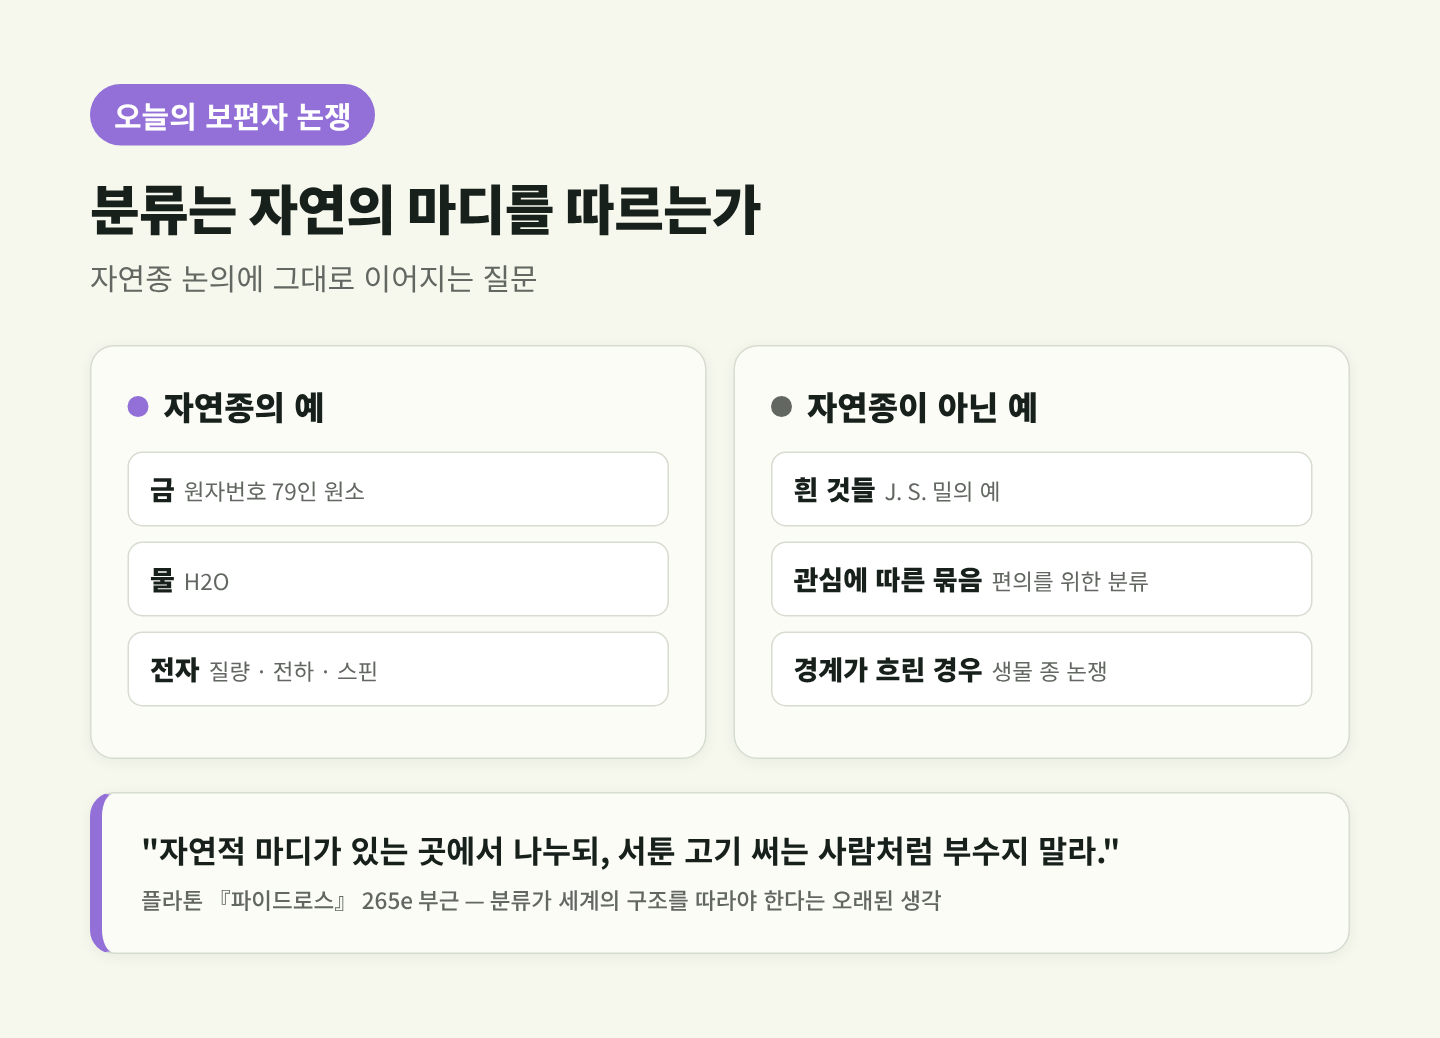 오늘의 보편자 논쟁
분류는 자연의 마디를 따르는가
자연종 논의에 그대로 이어지는 질문
자연종의 예
금 원자번호 79인 원소
물 H2O
전자 질량 · 전하 · 스핀
자연종이 아닌 예
흰 것들 J. S. 밀의 예
관심에 따른 묶음 편의를 위한 분류
경계가 흐린 경우 생물 종 논쟁
"자연적 마디가 있는 곳에서 나누되, 서툰 고기 써는 사람처럼 부수지 말라."
플라톤 『파이드로스』 265e 부근 — 분류가 세계의 구조를 따라야 한다는 오래된 생각